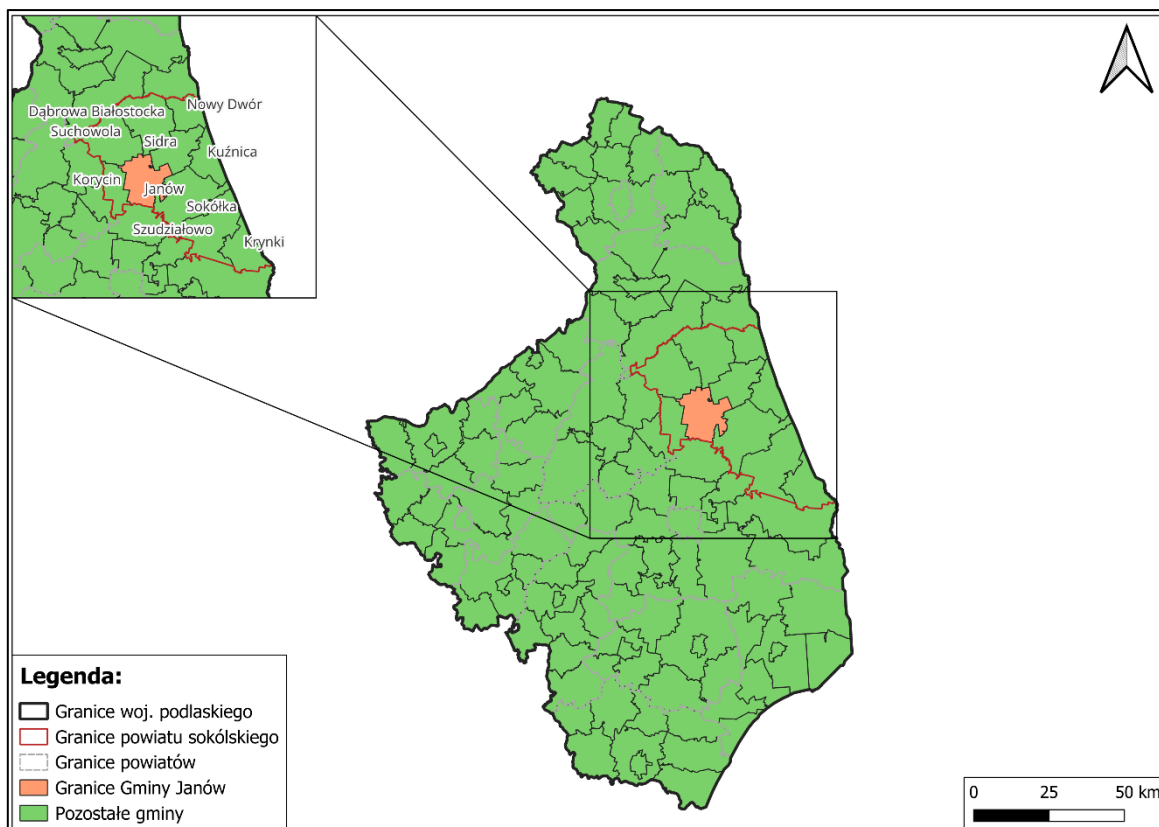 Nowy Dwór
Dąbrowa Białostocka
Suchowola
Sidra
Kuźnica
Korycin
Janów
Sokółka
Szudziałowo
Krynki
Legenda:
Granice woj. podlaskiego
Granice powiatu sokólskiego
Granice powiatów
Granice Gminy Janów
Pozostałe gminy
0 25 50 km